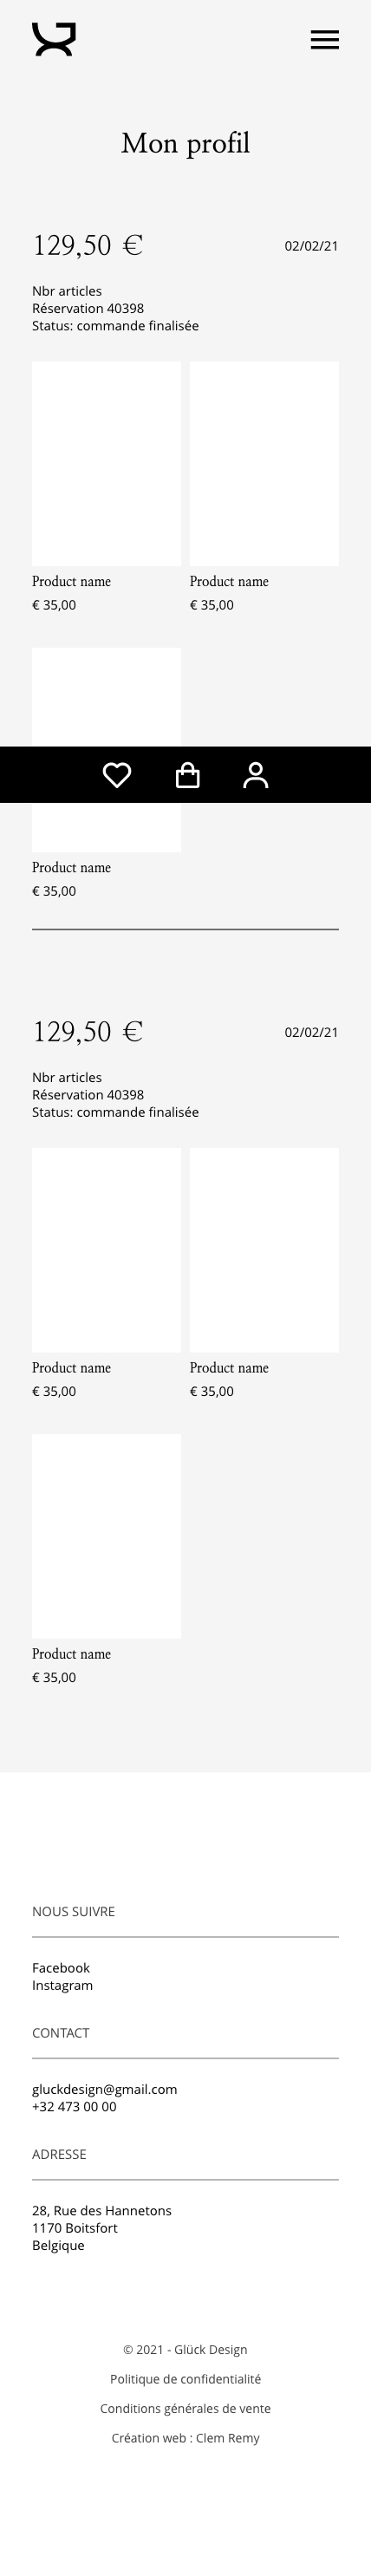 Mon profil
129,50 €
02/02/21
Nbr articles
Réservation 40398
Status: commande finalisée
Product name
Product name
€ 35,00
€ 35,00
Product name
€ 35,00
129,50 €
02/02/21
Nbr articles
Réservation 40398
Status: commande finalisée
Product name
Product name
€ 35,00
€ 35,00
Product name
€ 35,00
NOUS SUIVRE
Facebook
Instagram
CONTACT
gluckdesign@gmail.com
+32 473 00 00
ADRESSE
28, Rue des Hannetons
1170 Boitsfort
Belgique
© 2021 - Glück Design
Politique de confidentialité
Conditions générales de vente
Création web : Clem Remy